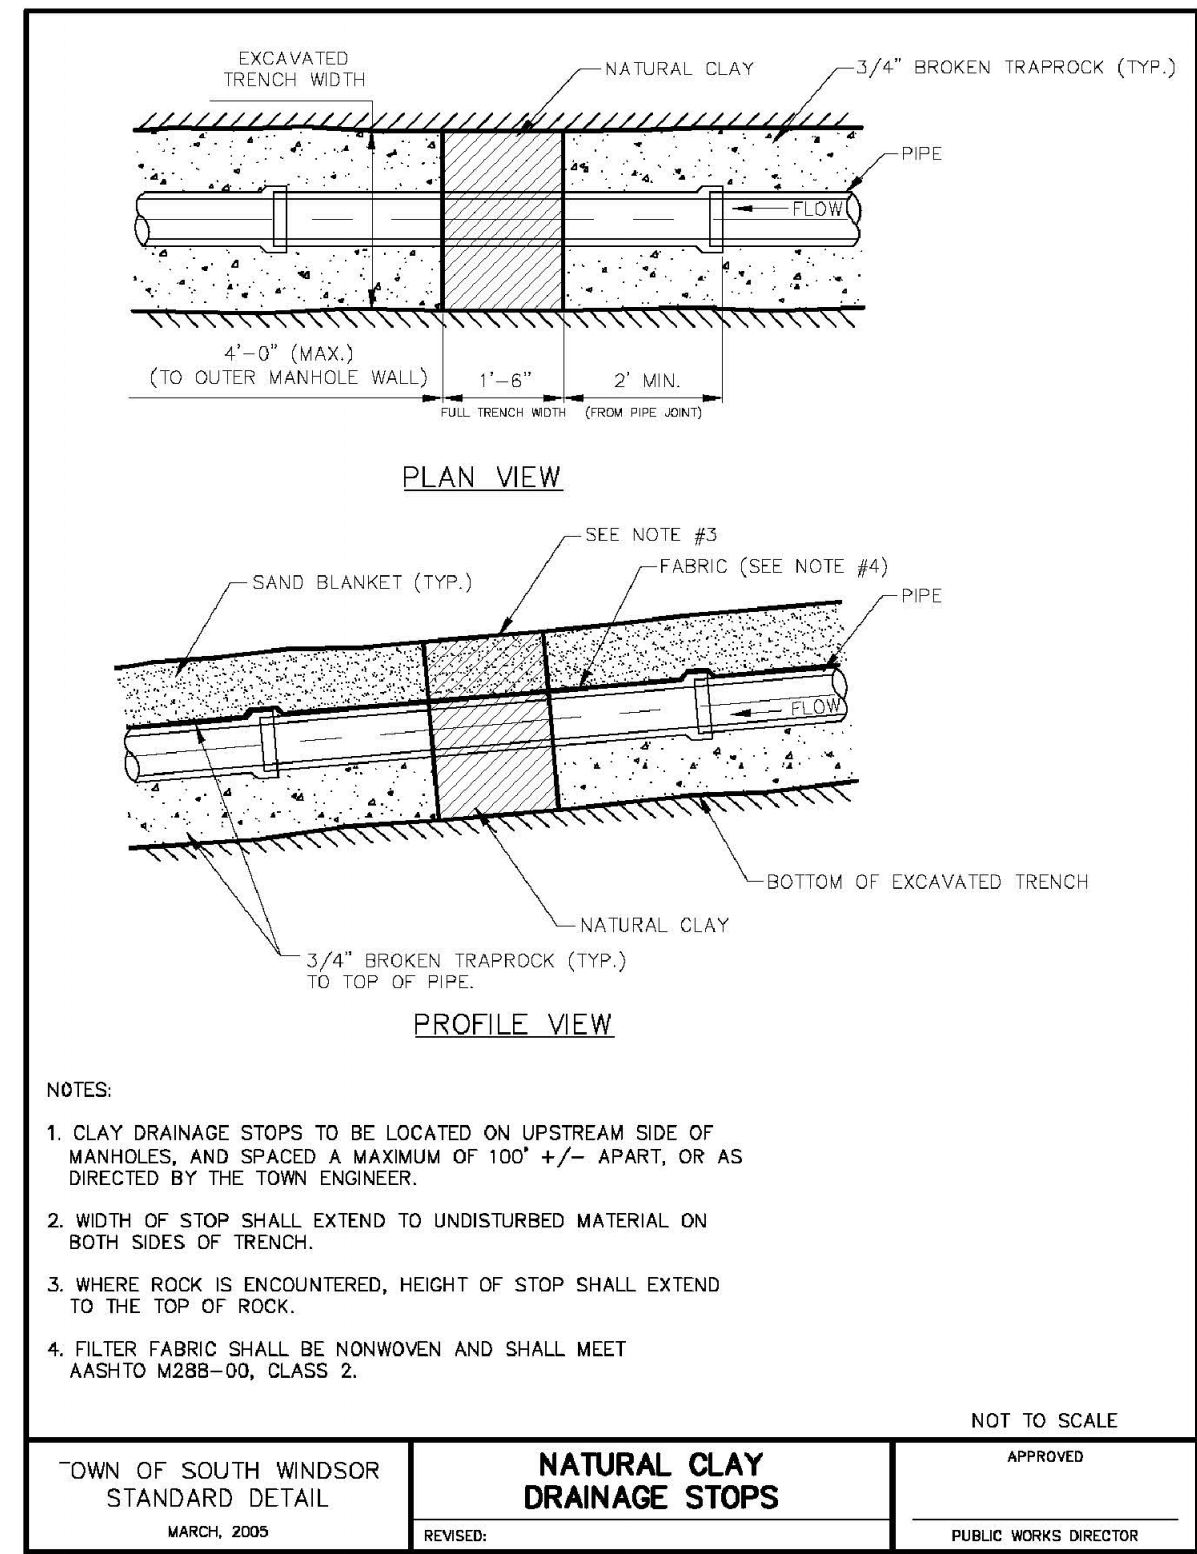 EXCAVATED
TRENCH WIDTH
NATURAL CLAY
3/4" BROKEN TRAPROCK (TYP.)
PIPE
FLOW
4'-0" (MAX.)
(TO OUTER MANHOLE WALL)
1'-6"
FULL TRENCH WIDTH
2' MIN.
(FROM PIPE JOINT)
PLAN VIEW
SEE NOTE #3
FABRIC (SEE NOTE #4)
SAND BLANKET (TYP.)
PIPE
FLOW
BOTTOM OF EXCAVATED TRENCH
NATURAL CLAY
3/4" BROKEN TRAPROCK (TYP.)
TO TOP OF PIPE.
PROFILE VIEW
NOTES:
1. CLAY DRAINAGE STOPS TO BE LOCATED ON UPSTREAM SIDE OF
MANHOLES, AND SPACED A MAXIMUM OF 100' +/- APART, OR AS
DIRECTED BY THE TOWN ENGINEER.
2. WIDTH OF STOP SHALL EXTEND TO UNDISTURBED MATERIAL ON
BOTH SIDES OF TRENCH.
3. WHERE ROCK IS ENCOUNTERED, HEIGHT OF STOP SHALL EXTEND
TO THE TOP OF ROCK.
4. FILTER FABRIC SHALL BE NONWOVEN AND SHALL MEET
AASHTO M288-00, CLASS 2.
NOT TO SCALE
TOWN OF SOUTH WINDSOR
STANDARD DETAIL
MARCH, 2005
NATURAL CLAY
DRAINAGE STOPS
REVISED:
APPROVED
PUBLIC WORKS DIRECTOR